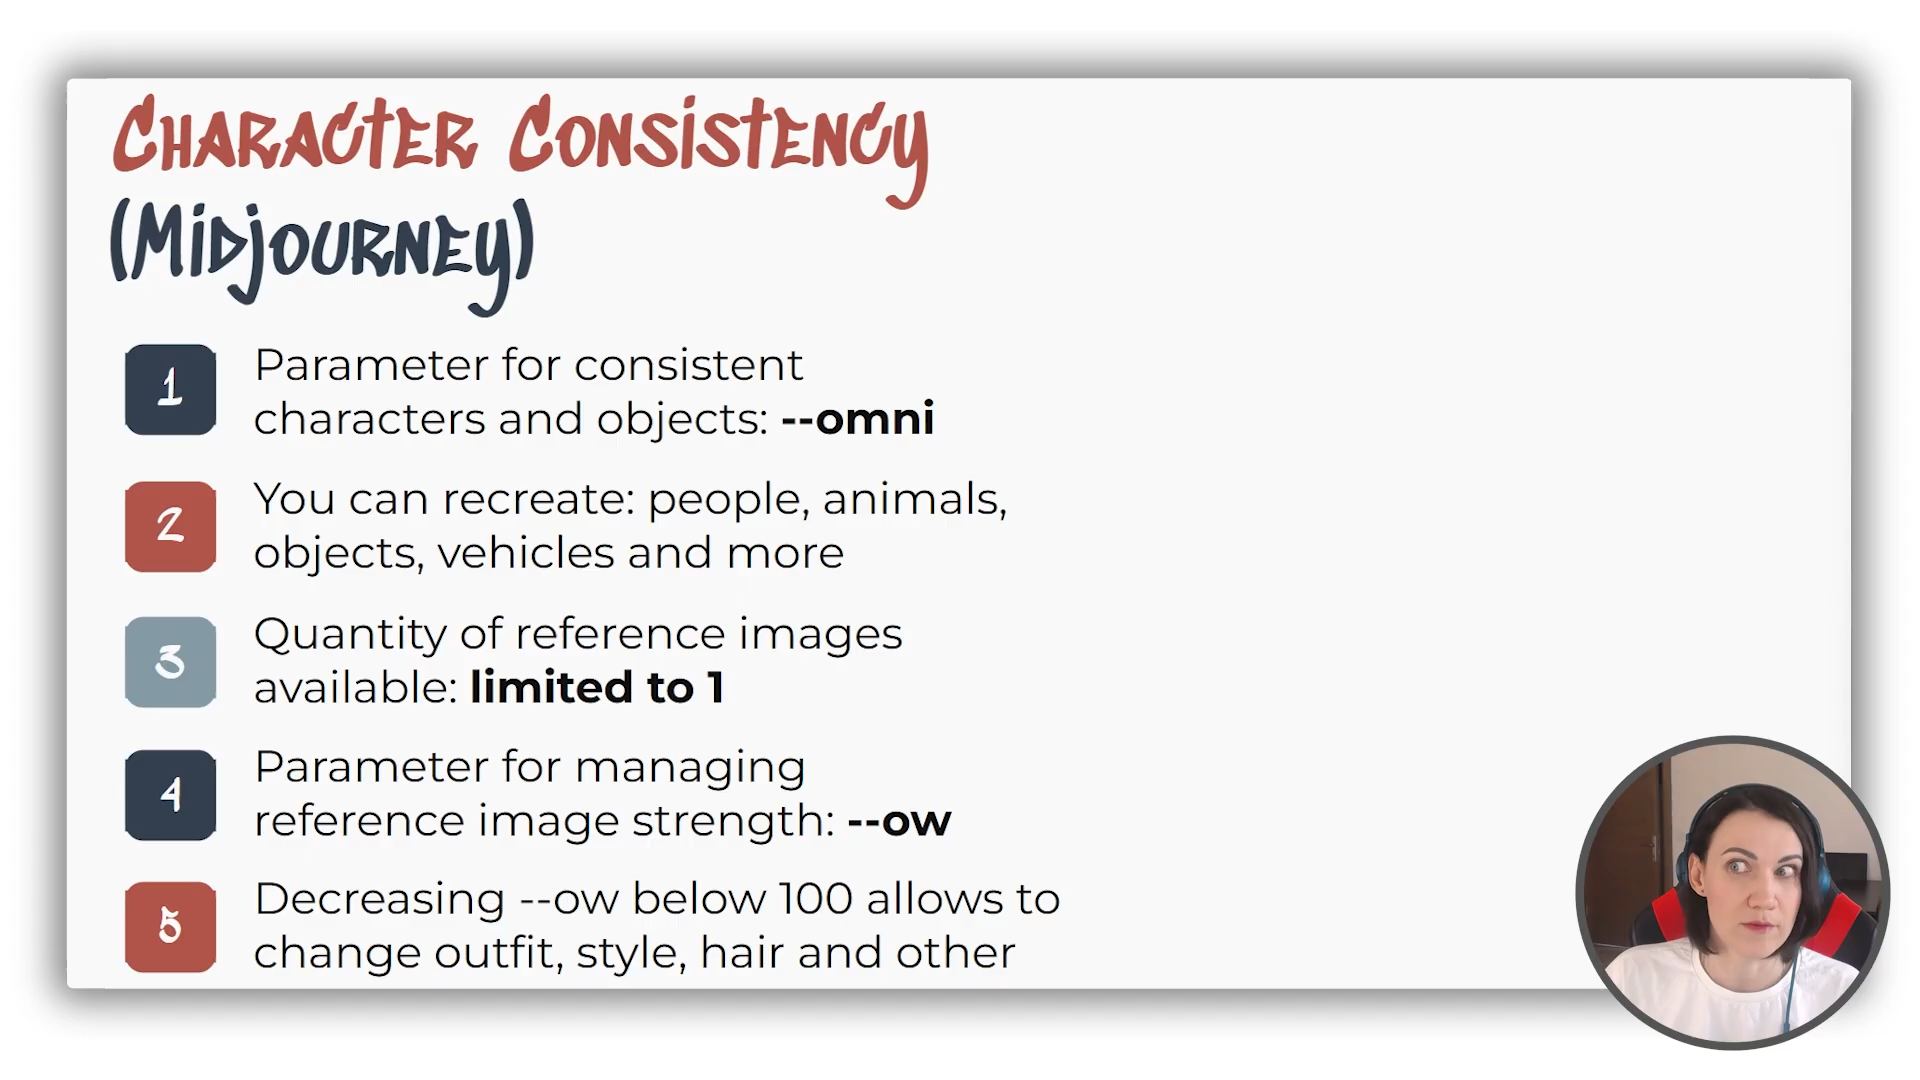 Character Consistency
(Midjourney)
1
Parameter for consistent
characters and objects: --omni
2
You can recreate: people, animals,
objects, vehicles and more
3
Quantity of reference images
available: limited to 1
4
Parameter for managing
reference image strength: --ow
5
Decreasing --ow below 100 allows to
change outfit, style, hair and other